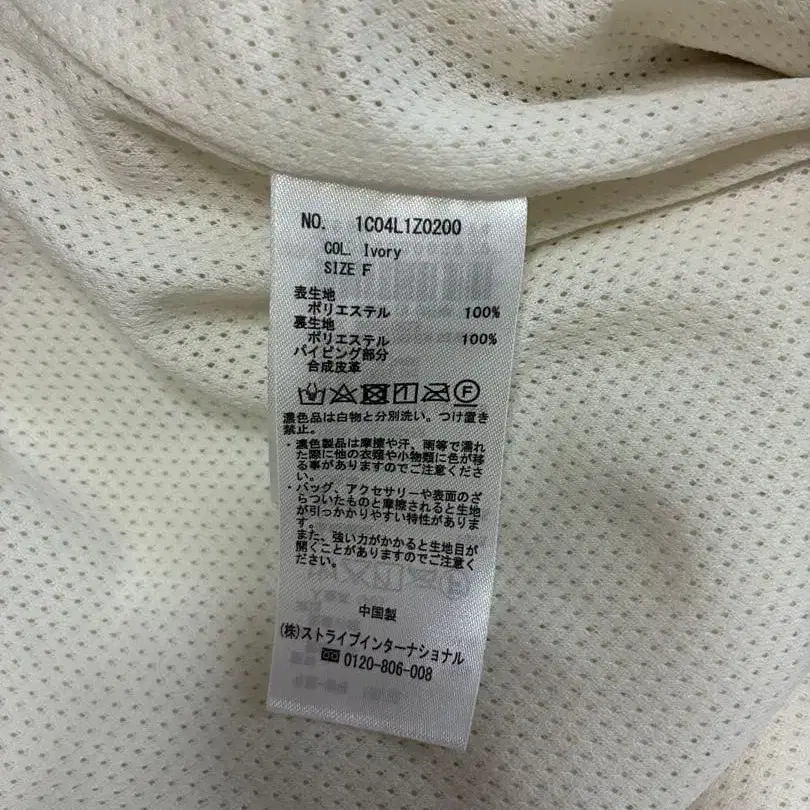 NO. 1C04L1Z0200
COL. Ivory
SIZE F
表生地
ポリエステル 100%
裏生地
ポリエステル 100%
パイピング部分
合成皮革
F
濃色品は白物と分別洗い。つけ置き
禁止。
・濃色製品は摩擦や汗、雨等で濡れ
た際に他の衣類や小物類に色が移
る事がありますのでご注意くださ
い。
・バッグ、アクセサリーや表面のざ
らついたものと摩擦されると生地
が引っかかりやすい特性がありま
す。
また、強い力がかかると生地目が
開くことがありますのでご注意く
ださい。
中国製
(株)ストライプインターナショナル
0120-806-008